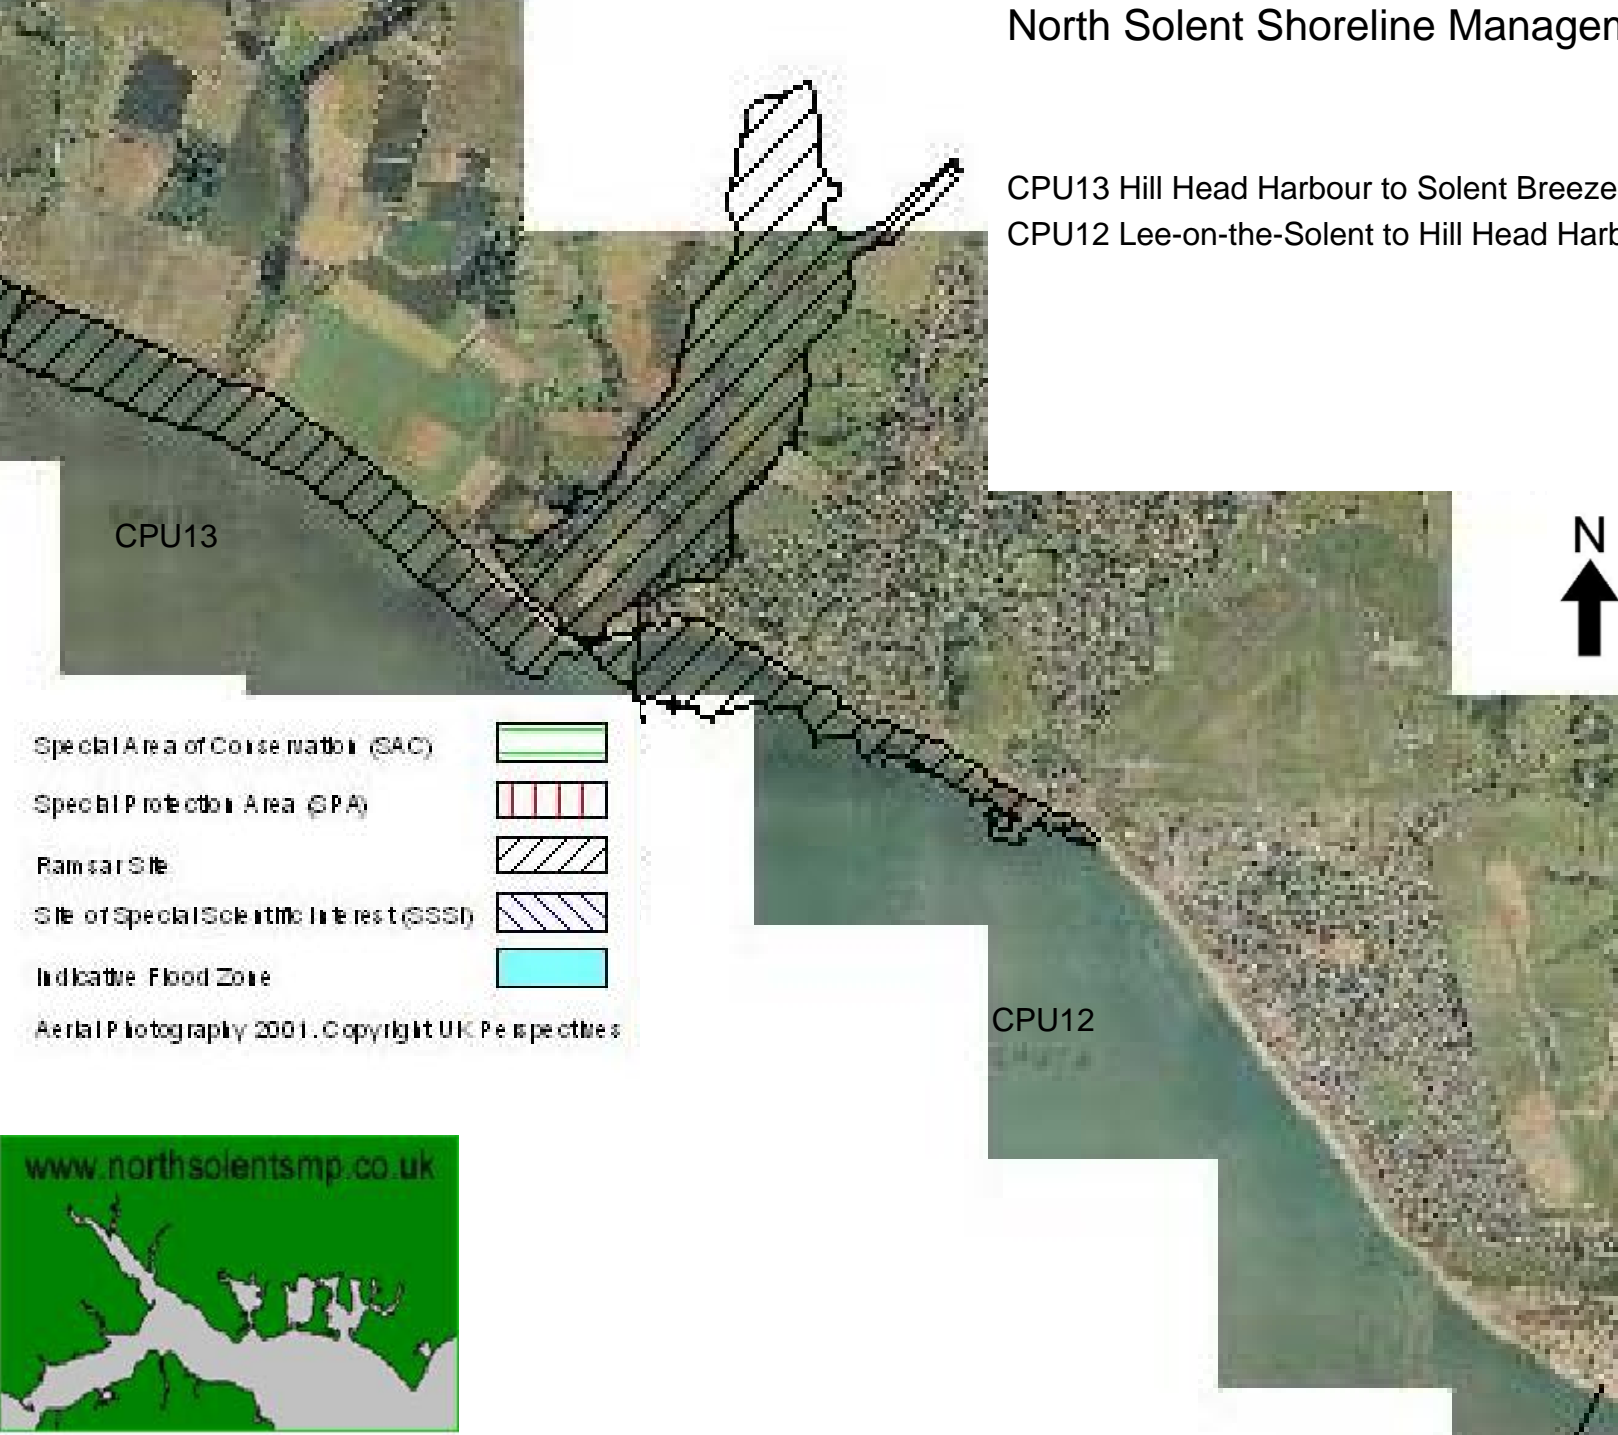 North Solent Shoreline Managem
CPU13 Hill Head Harbour to Solent Breeze
CPU12 Lee-on-the-Solent to Hill Head Harb
N
CPU13
Special Area of Conservation (SAC)
Special Protection Area (SPA)
Ramsar Site
Site of Special Scientific Interest (SSSI)
Indicative Flood Zone
Aerial Photography 2001. Copyright UK Perspectives
CPU12
www.northsolentsmp.co.uk